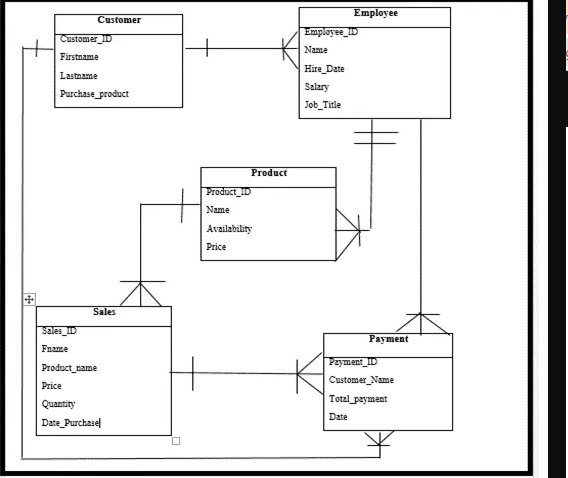 Customer
Customer_ID
Firstname
Lastname
Purchase_product
Employee
Employee_ID
Name
Hire_Date
Salary
Job_Title
Product
Product_ID
Name
Availability
Price
Sales
Sales_ID
Fname
Product_name
Price
Quantity
Date_Purchase
Payment
Payment_ID
Customer_Name
Total_payment
Date